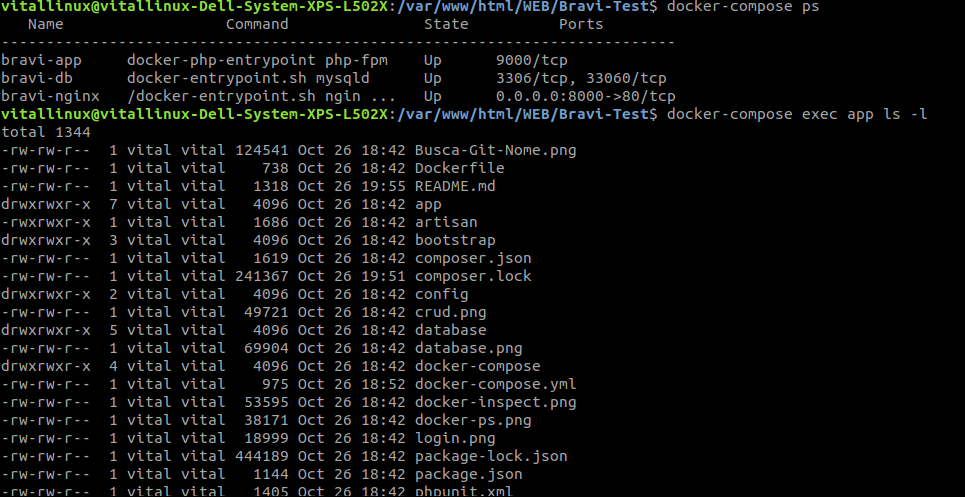 vitallinux@vitallinux-Dell-System-XPS-L502X:/var/www/html/WEB/Bravi-Test$ docker-compose ps
   Name                  Command                State         Ports
---------------------------------------------------------------------------
bravi-app     docker-php-entrypoint php-fpm    Up      9000/tcp
bravi-db      docker-entrypoint.sh mysqld      Up      3306/tcp, 33060/tcp
bravi-nginx   /docker-entrypoint.sh ngin ...   Up      0.0.0.0:8000->80/tcp
vitallinux@vitallinux-Dell-System-XPS-L502X:/var/www/html/WEB/Bravi-Test$ docker-compose exec app ls -l
total 1344
-rw-rw-r--  1 vital vital 124541 Oct 26 18:42 Busca-Git-Nome.png
-rw-rw-r--  1 vital vital    738 Oct 26 18:42 Dockerfile
-rw-rw-r--  1 vital vital   1318 Oct 26 19:55 README.md
drwxrwxr-x  7 vital vital   4096 Oct 26 18:42 app
-rwxrwxr-x  1 vital vital   1686 Oct 26 18:42 artisan
drwxrwxr-x  3 vital vital   4096 Oct 26 18:42 bootstrap
-rw-rw-r--  1 vital vital   1619 Oct 26 18:42 composer.json
-rw-rw-r--  1 vital vital 241367 Oct 26 19:51 composer.lock
drwxrwxr-x  2 vital vital   4096 Oct 26 18:42 config
-rw-rw-r--  1 vital vital  49721 Oct 26 18:42 crud.png
drwxrwxr-x  5 vital vital   4096 Oct 26 18:42 database
-rw-rw-r--  1 vital vital  69904 Oct 26 18:42 database.png
drwxrwxr-x  4 vital vital   4096 Oct 26 18:42 docker-compose
-rw-rw-r--  1 vital vital    975 Oct 26 18:52 docker-compose.yml
-rw-rw-r--  1 vital vital  53595 Oct 26 18:42 docker-inspect.png
-rw-rw-r--  1 vital vital  38171 Oct 26 18:42 docker-ps.png
-rw-rw-r--  1 vital vital  18999 Oct 26 18:42 login.png
-rw-rw-r--  1 vital vital 444189 Oct 26 18:42 package-lock.json
-rw-rw-r--  1 vital vital   1144 Oct 26 18:42 package.json
-rw-rw-r--  1 vital vital   1405 Oct 26 18:42 phpunit.xml